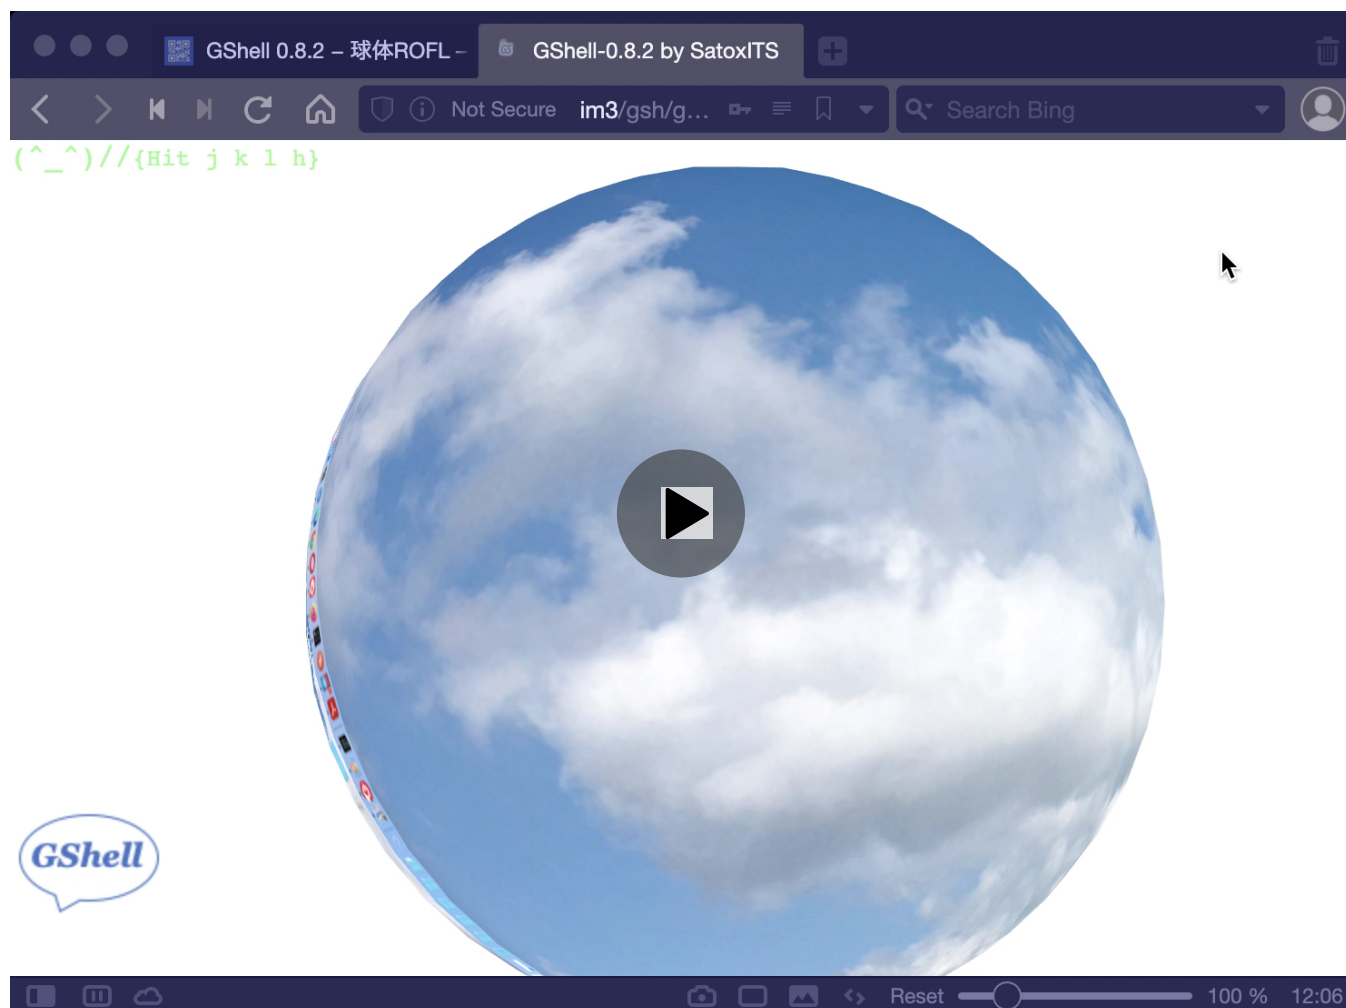 GShell 0.8.2 – 球体ROFL –
GShell-0.8.2 by SatoxITS
Not Secure im3/gsh/g... Search Bing
(^_^)//{Hit j k l h}
GShell
Reset 100 % 12:06